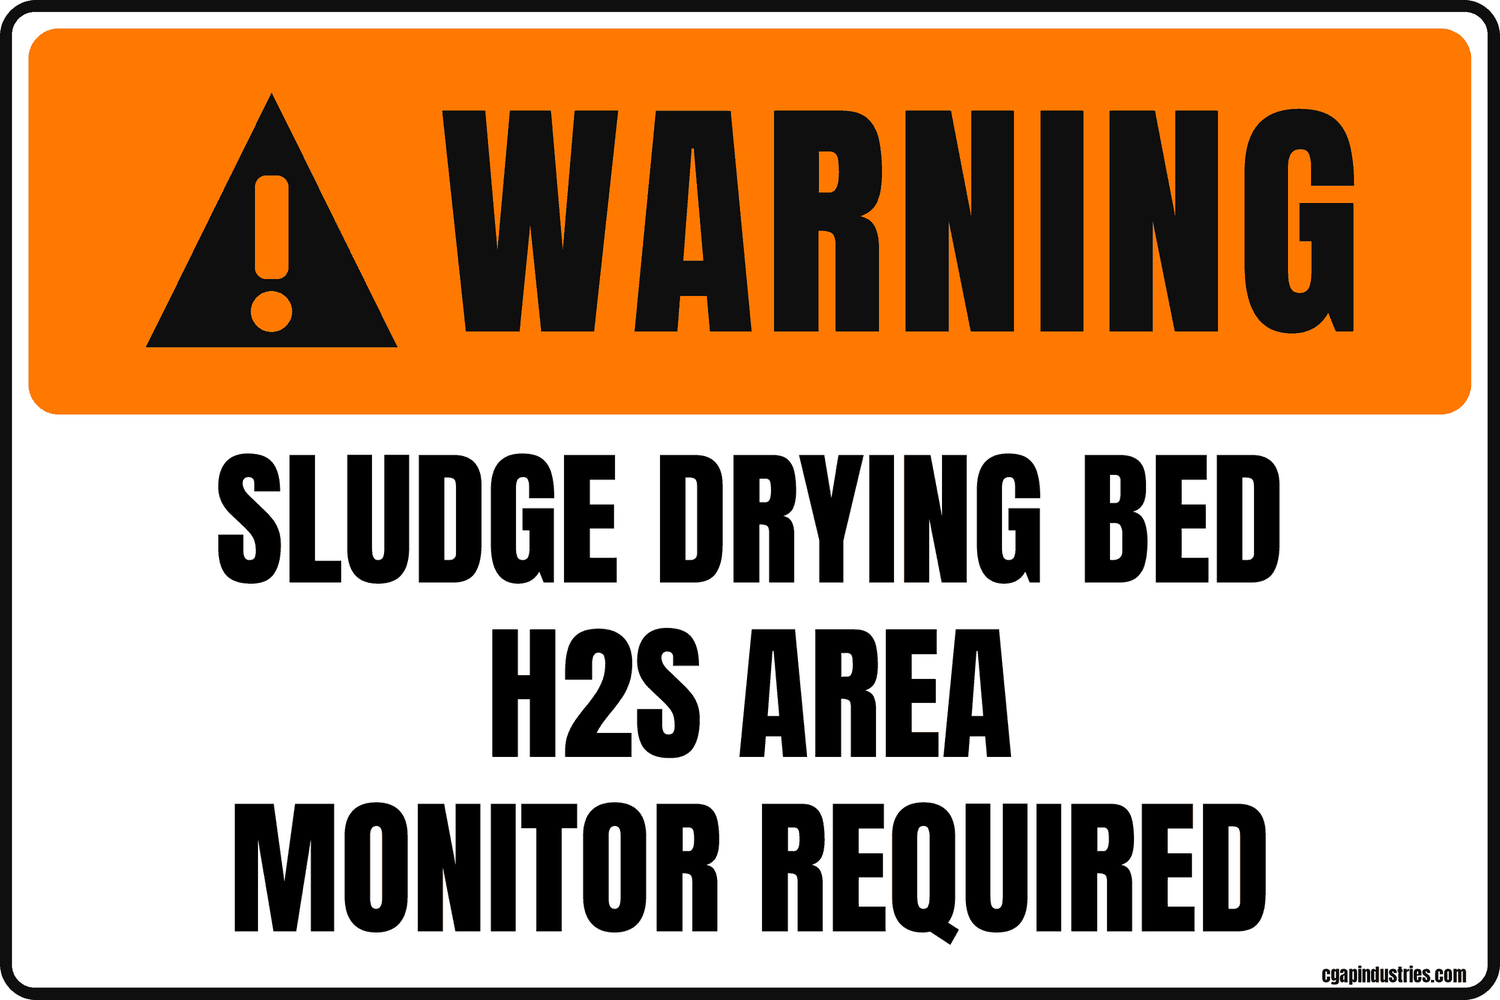 WARNING
SLUDGE DRYING BED
H2S AREA
MONITOR REQUIRED
cgapindustries.com